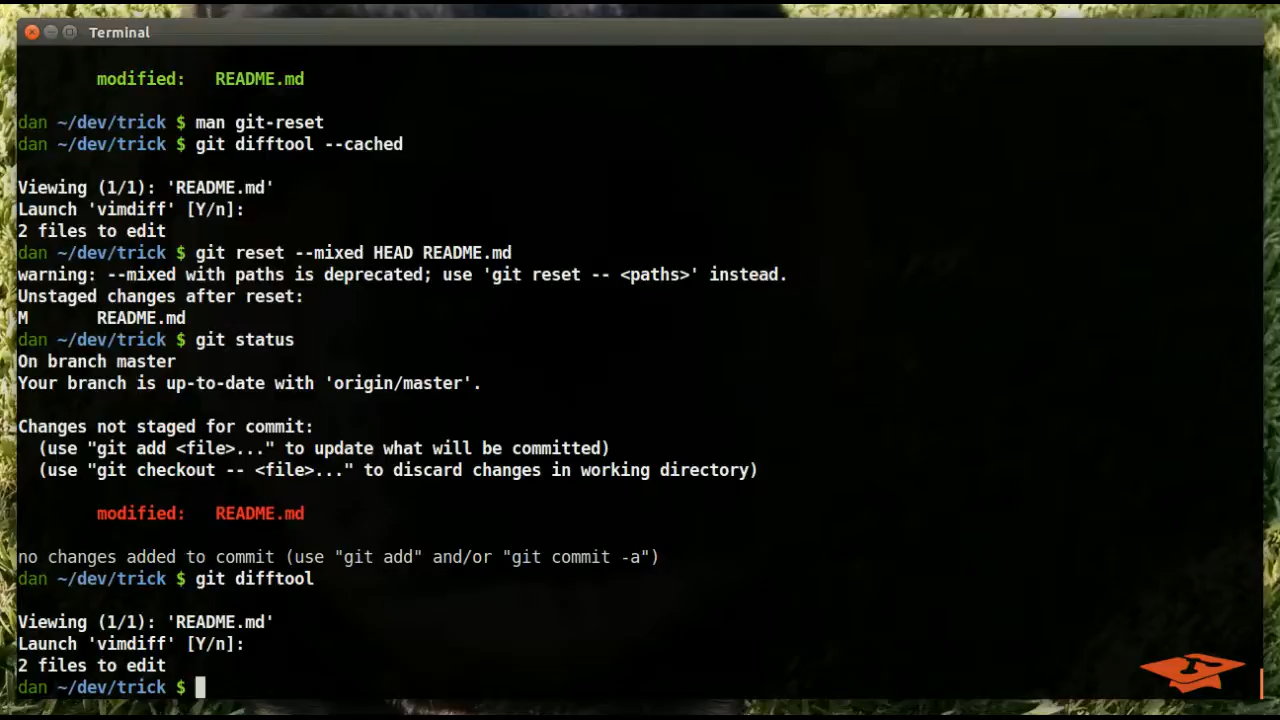 Terminal
modified:   README.md
dan ~/dev/trick $ man git-reset
dan ~/dev/trick $ git difftool --cached
Viewing (1/1): 'README.md'
Launch 'vimdiff' [Y/n]:
2 files to edit
dan ~/dev/trick $ git reset --mixed HEAD README.md
warning: --mixed with paths is deprecated; use 'git reset -- <paths>' instead.
Unstaged changes after reset:
M       README.md
dan ~/dev/trick $ git status
On branch master
Your branch is up-to-date with 'origin/master'.
Changes not staged for commit:
  (use "git add <file>..." to update what will be committed)
  (use "git checkout -- <file>..." to discard changes in working directory)
modified:   README.md
no changes added to commit (use "git add" and/or "git commit -a")
dan ~/dev/trick $ git difftool
Viewing (1/1): 'README.md'
Launch 'vimdiff' [Y/n]:
2 files to edit
dan ~/dev/trick $